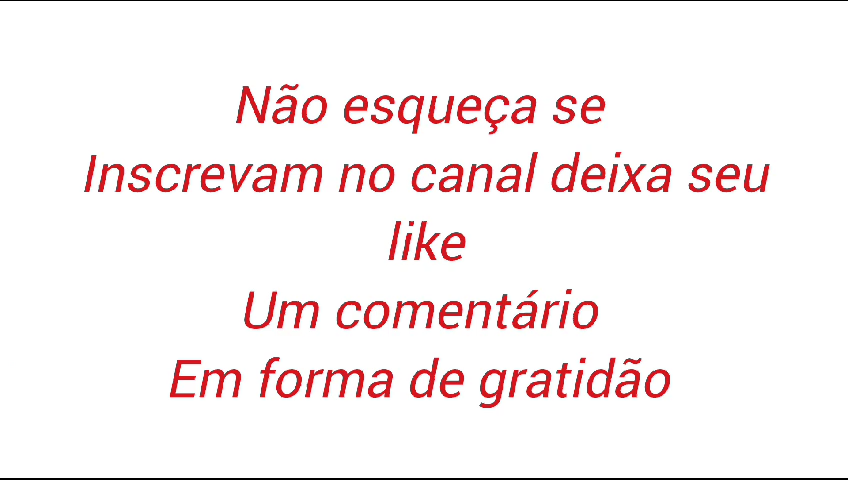 Não esqueça se
Inscrevam no canal deixa seu
like
Um comentário
Em forma de gratidão